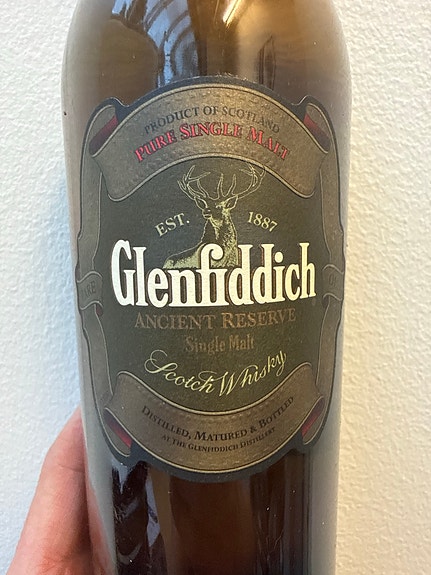 PRODUCT OF SCOTLAND
PURE SINGLE MALT
EST. 1887
Glenfiddich
ANCIENT RESERVE
Single Malt
Scotch Whisky
DISTILLED, MATURED & BOTTLED
AT THE GLENFIDDICH DISTILLERY